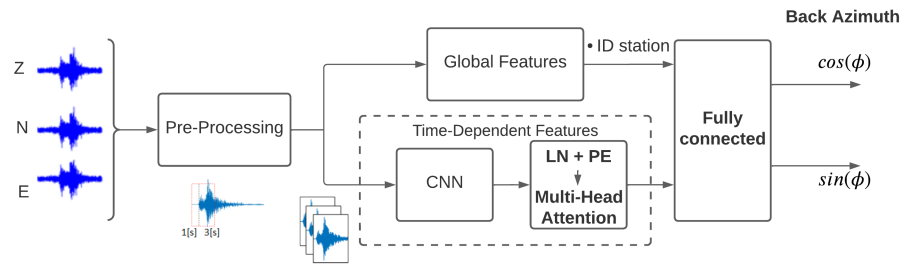 Back Azimuth
Z
N
E
Pre-Processing
1[s] 3[s]
Global Features
• ID station
Time-Dependent Features
CNN
LN + PE
Multi-Head
Attention
Fully
connected
cos(ϕ)
sin(ϕ)